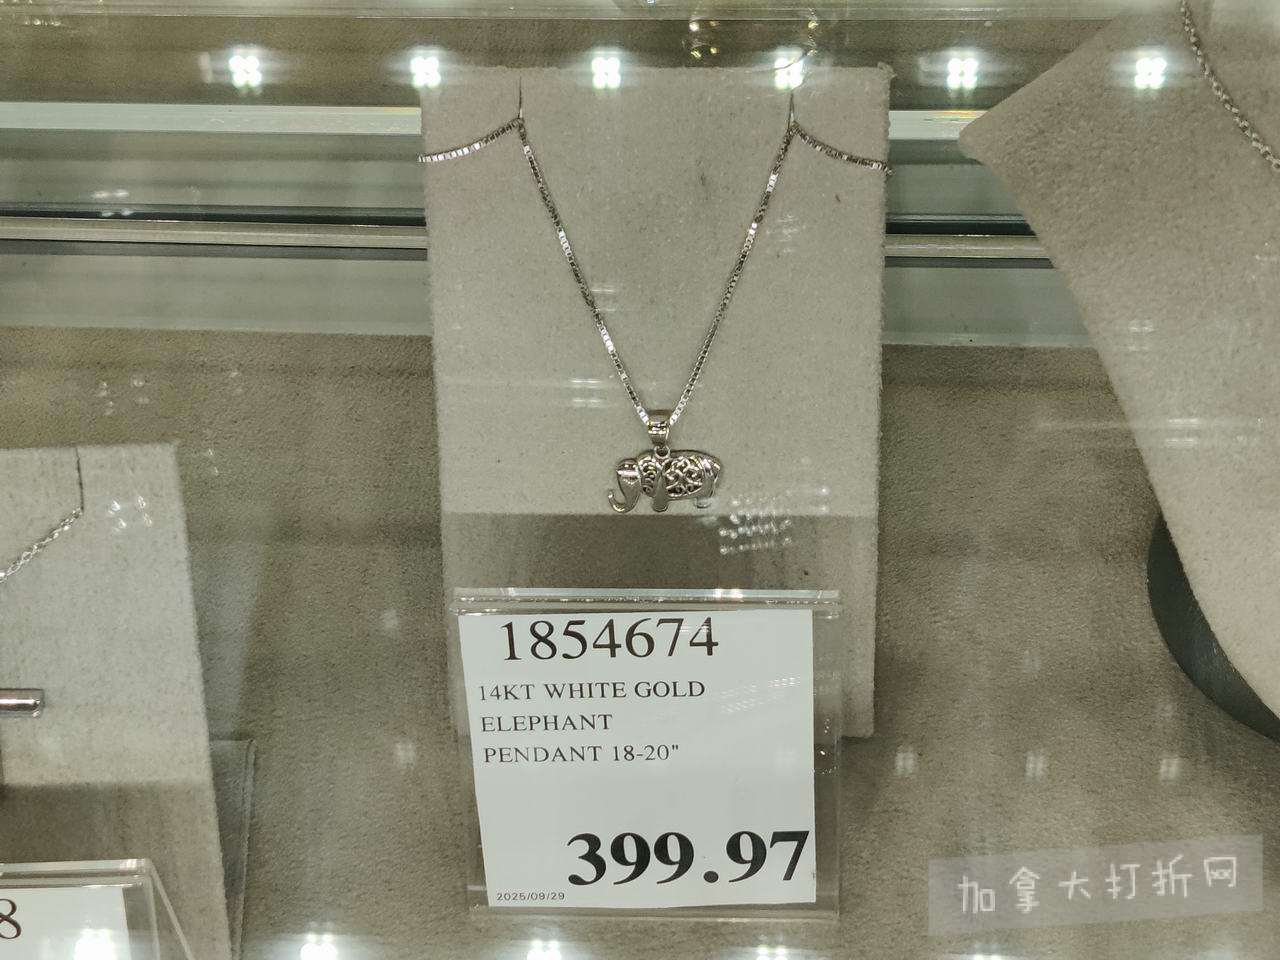 1854674
14KT WHITE GOLD
ELEPHANT
PENDANT 18-20"
399.97
2025/09/29
8
加拿大打折网